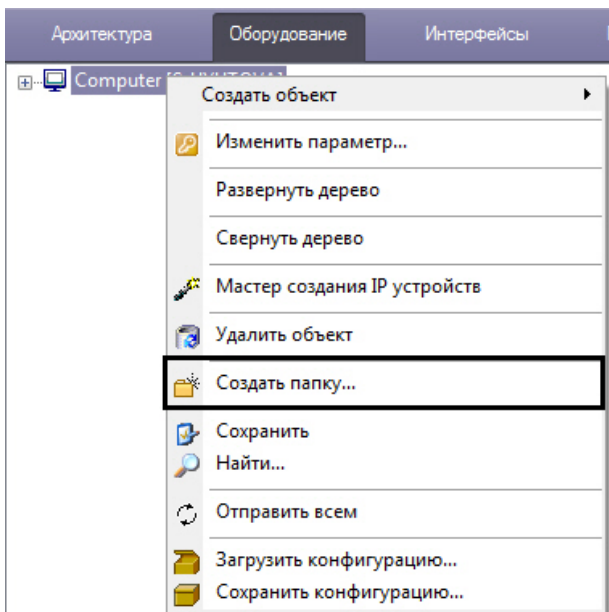 Архитектура Оборудование Интерфейсы
Computer
Создать объект
Изменить параметр...
Развернуть дерево
Свернуть дерево
Мастер создания IP устройств
Удалить объект
Создать папку...
Сохранить
Найти...
Отправить всем
Загрузить конфигурацию...
Сохранить конфигурацию...